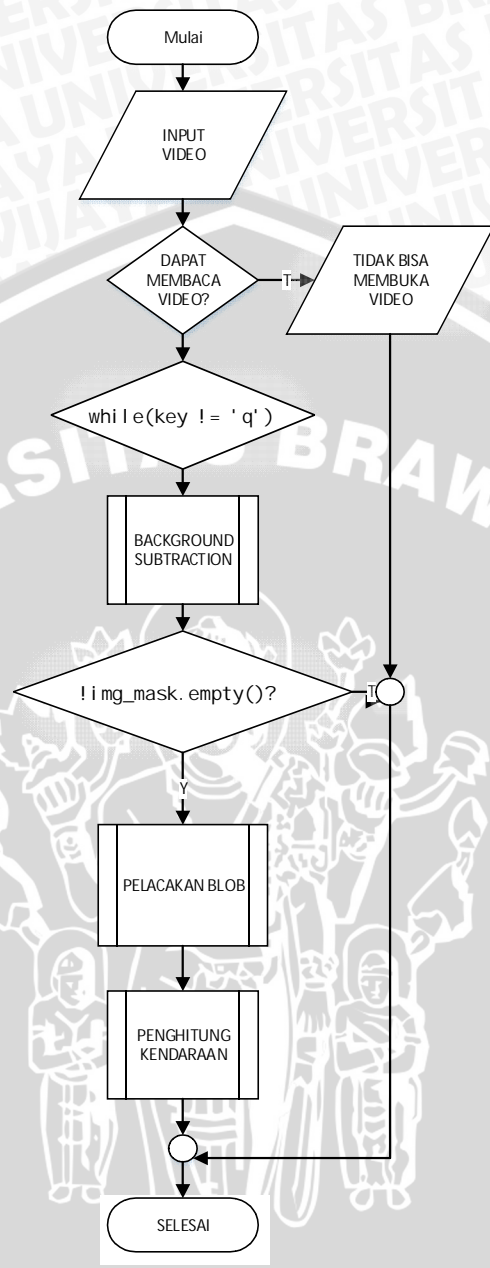 Mulai
INPUT
VIDEO
DAPAT
MEMBACA
VIDEO?
T
TIDAK BISA
MEMBUKA
VIDEO
while(key != 'q')
BACKGROUND
SUBTRACTION
!img_mask.empty()?
T
Y
PELACAKAN BLOB
PENGHITUNG
KENDARAAN
SELESAI